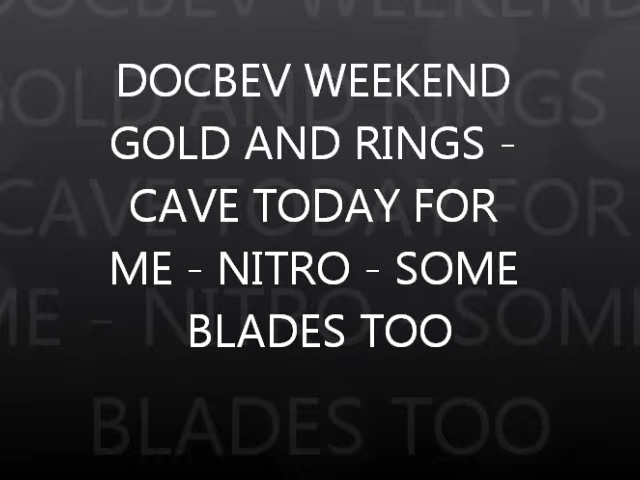 DOCBEV WEEKEND
GOLD AND RINGS -
CAVE TODAY FOR
ME - NITRO - SOME
BLADES TOO